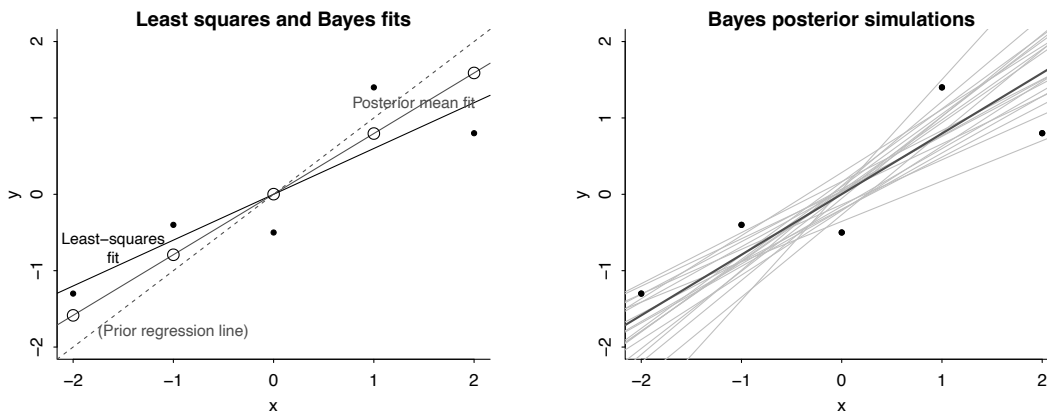 Least squares and Bayes fits
2
1
0
−1
−2
y
Posterior mean fit
Least−squares
fit
(Prior regression line)
−2 −1 0 1 2
x
Bayes posterior simulations
2
1
0
−1
−2
y
−2 −1 0 1 2
x